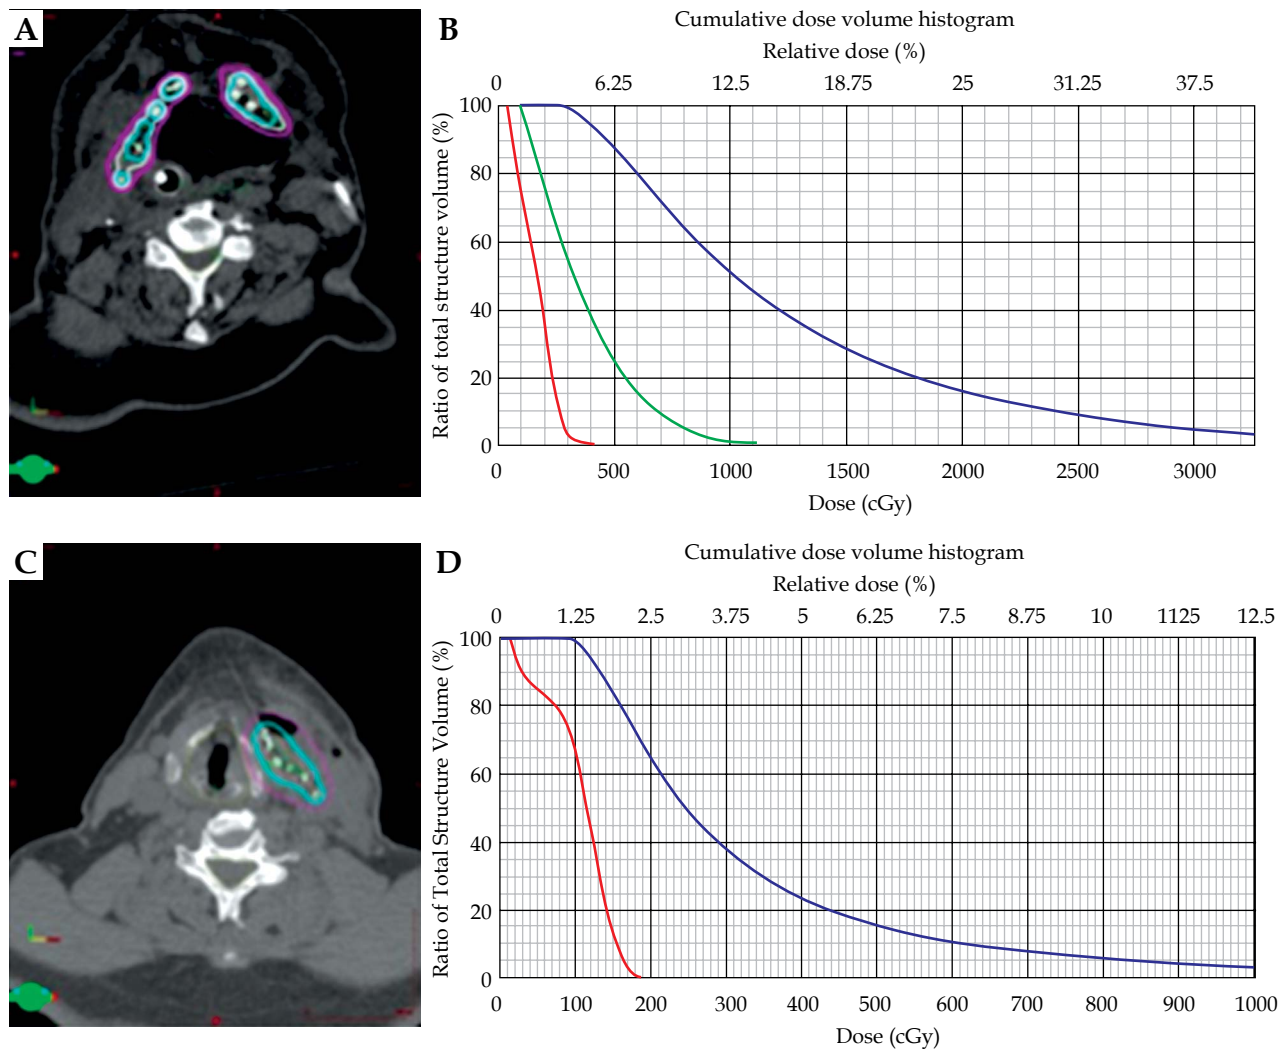 A
B
Cumulative dose volume histogram
Relative dose (%)
0 6.25 12.5 18.75 25 31.25 37.5
Ratio of total structure volume (%)
100
80
60
40
20
0
0 500 1000 1500 2000 2500 3000
Dose (cGy)
C
D
Cumulative dose volume histogram
Relative dose (%)
0 1.25 2.5 3.75 5 6.25 7.5 8.75 10 1125 12.5
Ratio of Total Structure Volume (%)
100
80
60
40
20
0
0 100 200 300 400 500 600 700 800 900 1000
Dose (cGy)